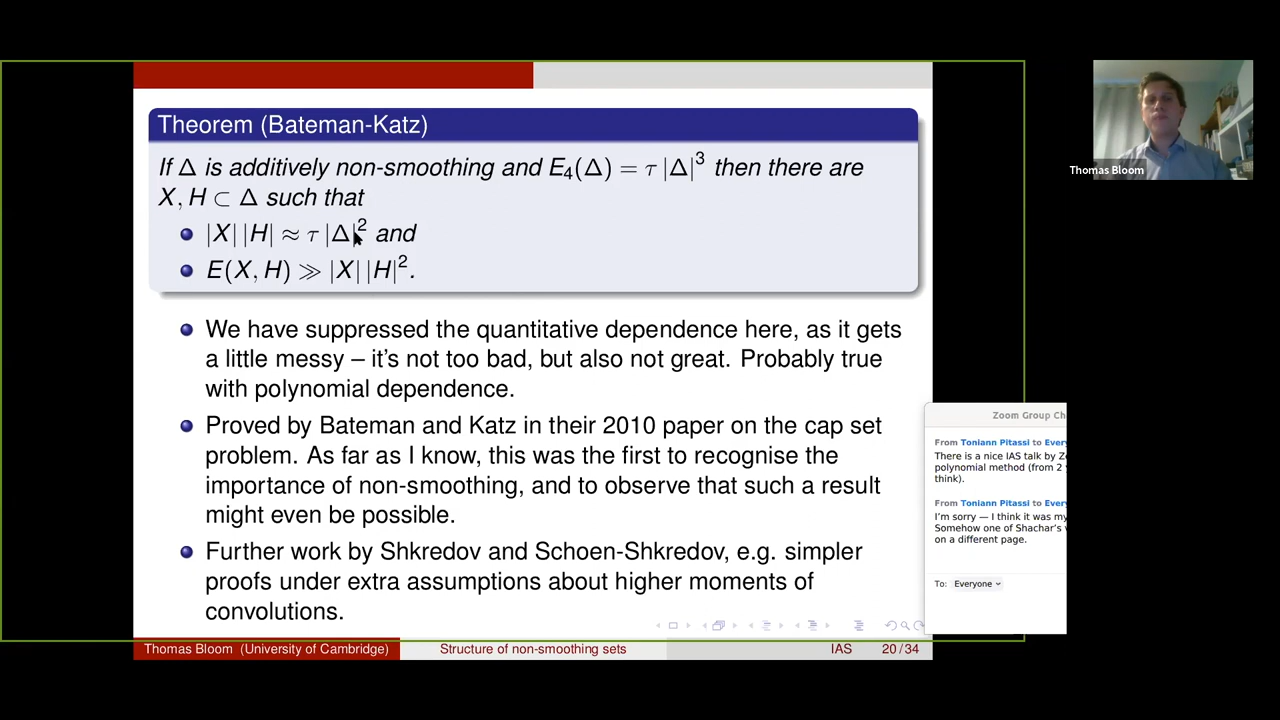 Theorem (Bateman-Katz)
If Δ is additively non-smoothing and E₄(Δ) = τ |Δ|³ then there are
X, H ⊂ Δ such that
|X| |H| ≈ τ |Δ|² and
E(X, H) ≫ |X| |H|².
We have suppressed the quantitative dependence here, as it gets
a little messy – it's not too bad, but also not great. Probably true
with polynomial dependence.
Proved by Bateman and Katz in their 2010 paper on the cap set
problem. As far as I know, this was the first to recognise the
importance of non-smoothing, and to observe that such a result
might even be possible.
Further work by Shkredov and Schoen-Shkredov, e.g. simpler
proofs under extra assumptions about higher moments of
convolutions.
Thomas Bloom (University of Cambridge)
Structure of non-smoothing sets
IAS
20 / 34
Thomas Bloom
Zoom Group Ch
From Toniann Pitassi to Every
There is a nice IAS talk by Z
polynomial method (from 2
think).
From Toniann Pitassi to Every
I'm sorry — I think it was my
Somehow one of Shachar's
on a different page.
To: Everyone